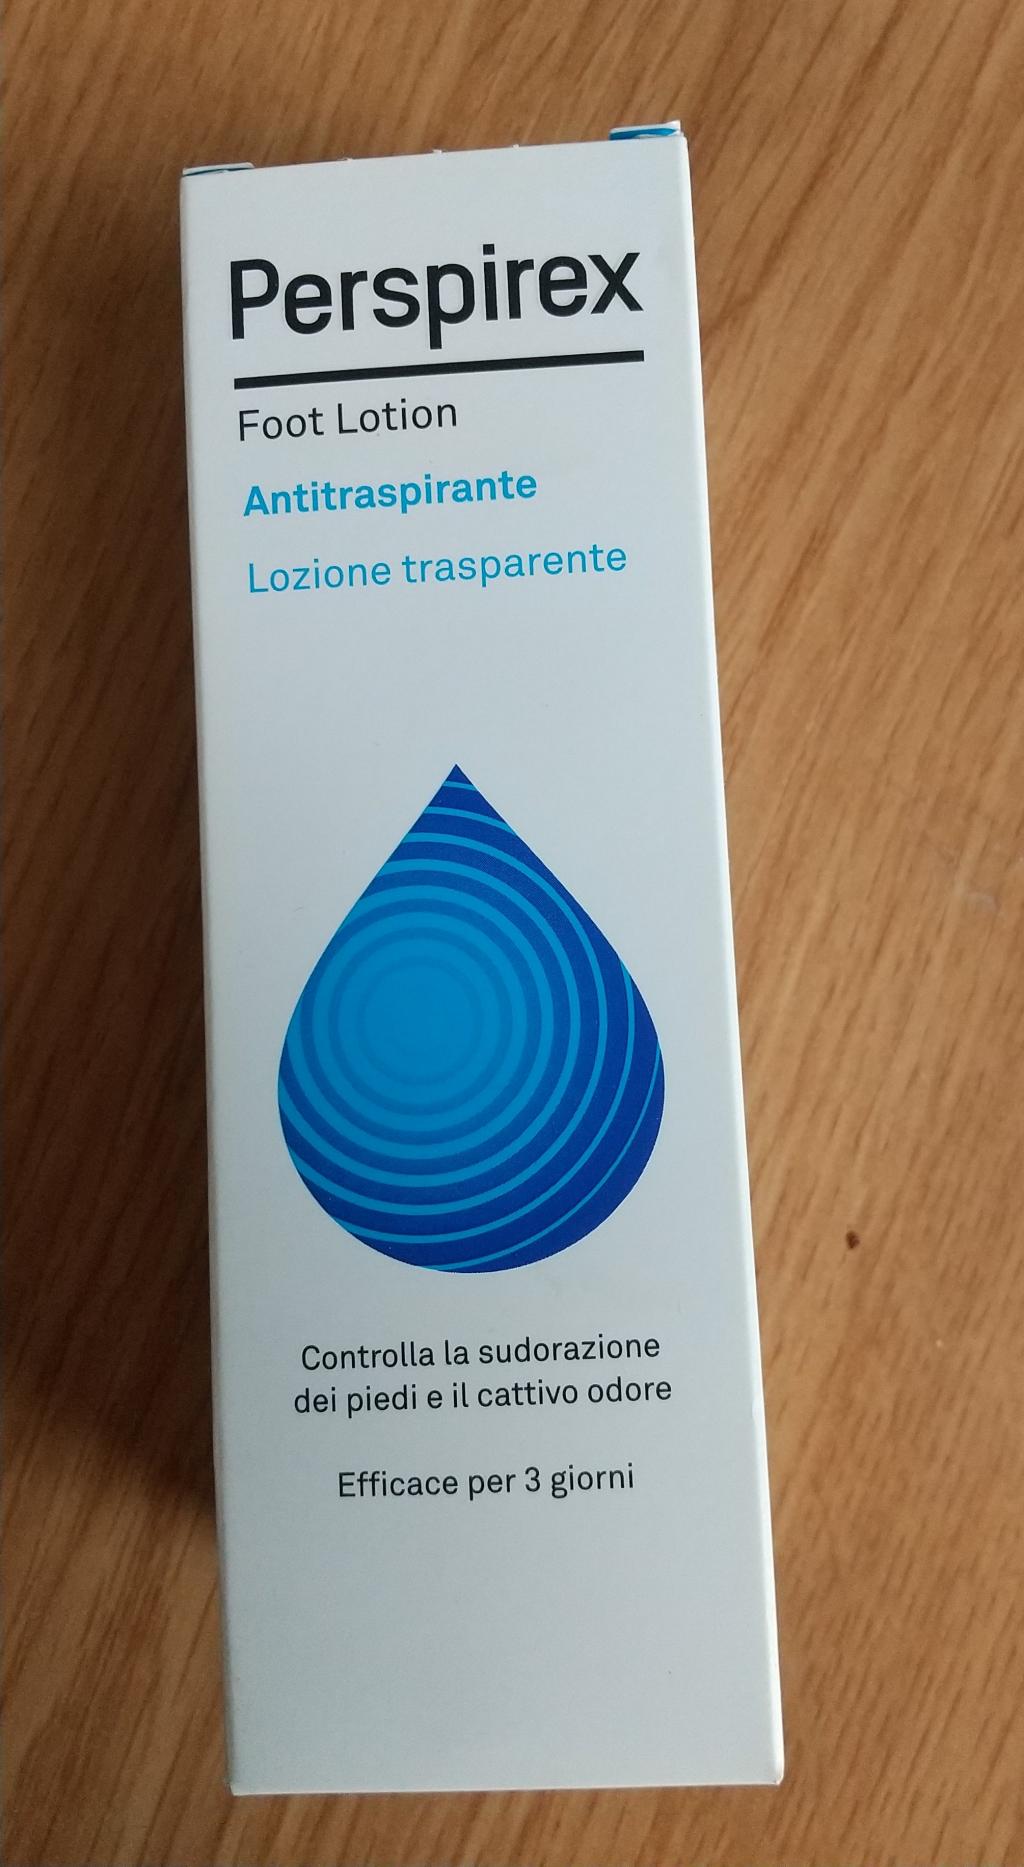 Perspirex
Foot Lotion
Antitraspirante
Lozione trasparente
Controlla la sudorazione
dei piedi e il cattivo odore
Efficace per 3 giorni